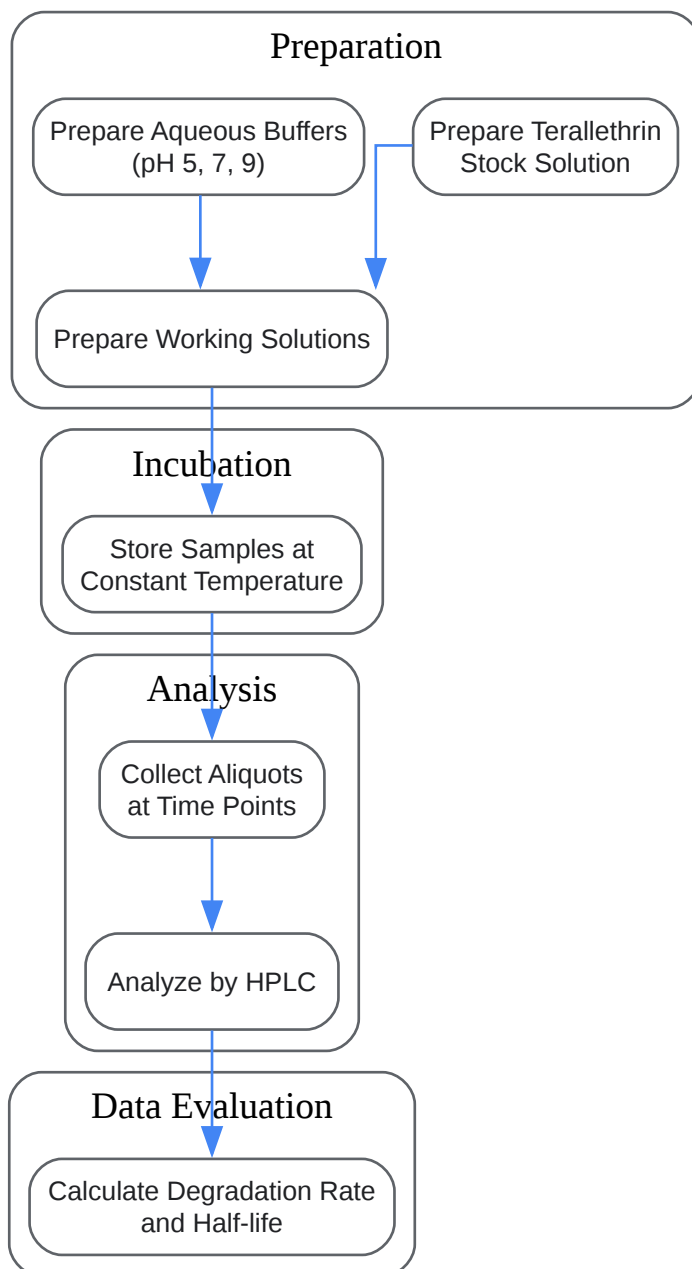 Preparation
Prepare Aqueous Buffers
(pH 5, 7, 9)
Prepare Terallethrin
Stock Solution
Prepare Working Solutions
Incubation
Store Samples at
Constant Temperature
Analysis
Collect Aliquots
at Time Points
Analyze by HPLC
Data Evaluation
Calculate Degradation Rate
and Half-life